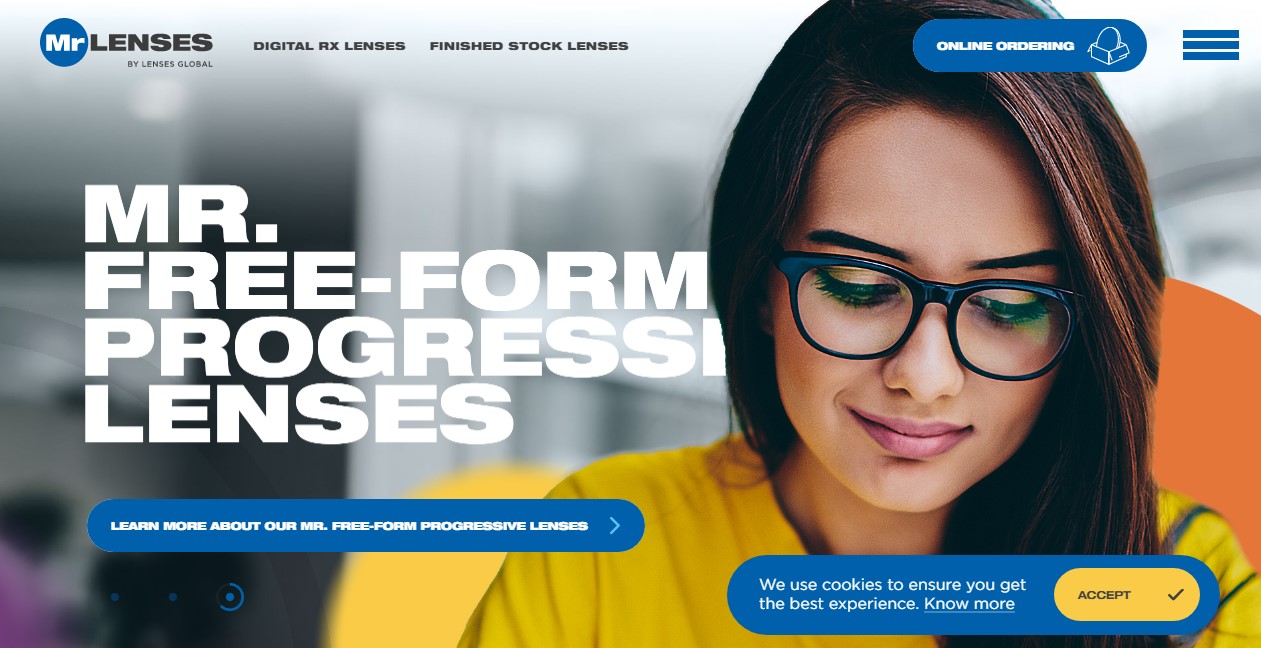 Mr LENSES
BY LENSES GLOBAL
DIGITAL RX LENSES
FINISHED STOCK LENSES
ONLINE ORDERING
MR.
FREE-FORM
PROGRESSI
LENSES
LEARN MORE ABOUT OUR MR. FREE-FORM PROGRESSIVE LENSES
We use cookies to ensure you get
the best experience. Know more
ACCEPT